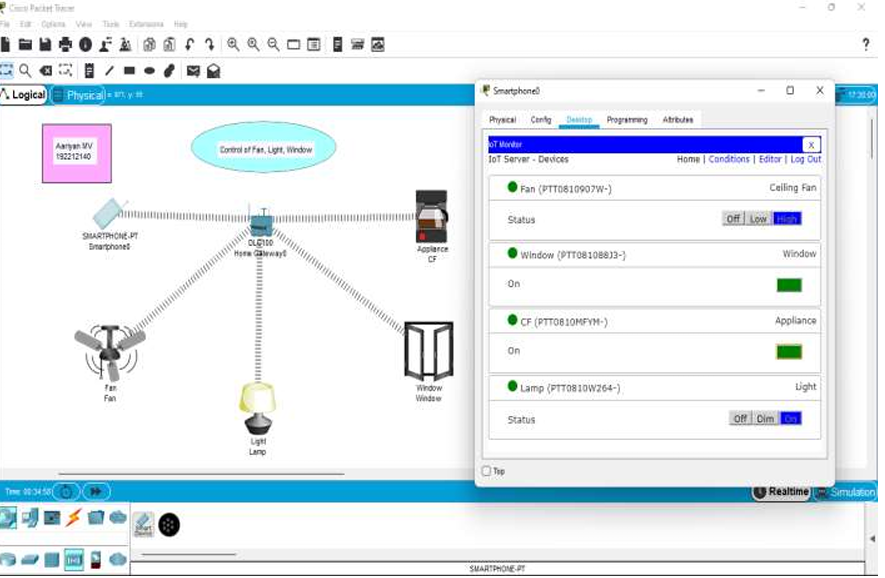 Cisco Packet Tracer
File Edit Options View Tools Extensions Help
?
Logical
Physical x: 871, y: 55
17:30:00
Aariyan MV
192212140
Control of Fan, Light, Window
SMARTPHONE-PT
Smartphone0
DLC100
Home Gateway0
Appliance
CF
Fan
Fan
Light
Lamp
Window
Window
Smartphone0
Physical Config Desktop Programming Attributes
IoT Monitor
X
IoT Server - Devices
Home | Conditions | Editor | Log Out
Fan (PTT0810907W-)
Ceiling Fan
Status
Off Low High
Window (PTT081088J3-)
Window
On
CF (PTT0810MFYM-)
Appliance
On
Lamp (PTT0810W264-)
Light
Status
Off Dim On
Top
Time: 00:34:58
Realtime
Simulation
Smart
Device
SMARTPHONE-PT